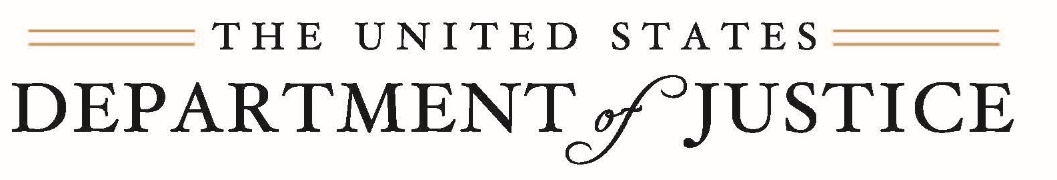 THE UNITED STATES
DEPARTMENT of JUSTICE